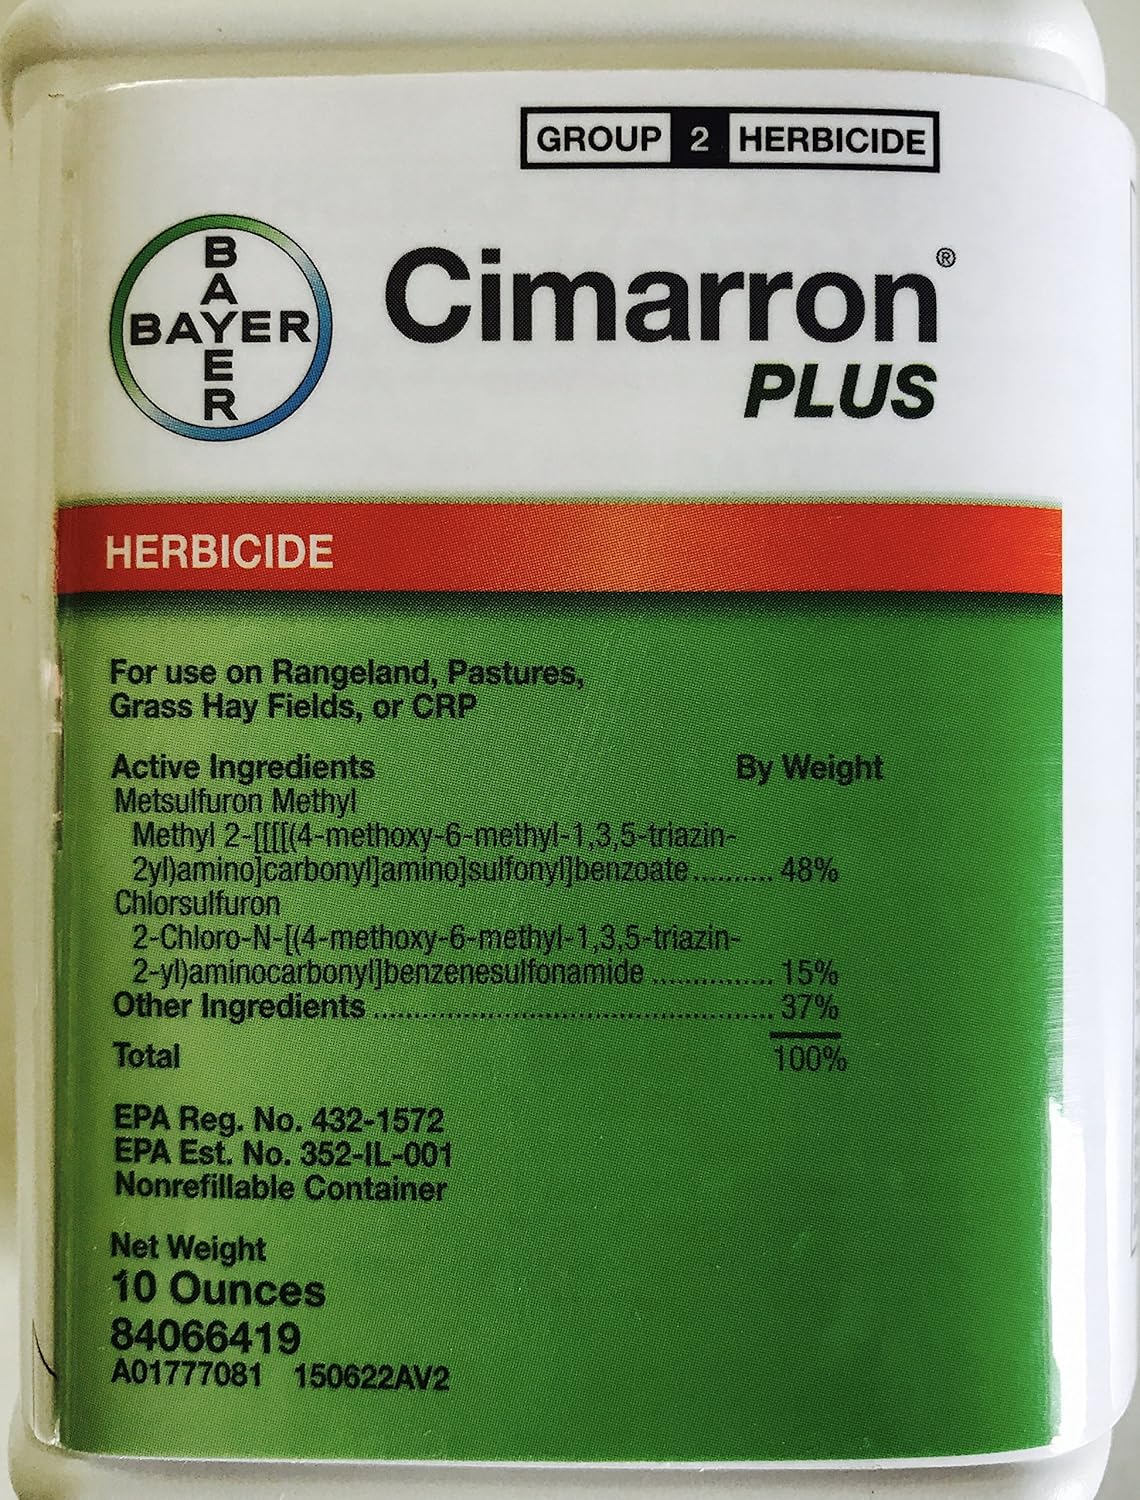 GROUP 2 HERBICIDE
BAYER
BAYER
Cimarron®
PLUS
HERBICIDE
For use on Rangeland, Pastures,
Grass Hay Fields, or CRP
Active Ingredients By Weight
Metsulfuron Methyl
Methyl 2-[[[[(4-methoxy-6-methyl-1,3,5-triazin-
2yl)amino]carbonyl]amino]sulfonyl]benzoate.......... 48%
Chlorsulfuron
2-Chloro-N-[(4-methoxy-6-methyl-1,3,5-triazin-
2-yl)aminocarbonyl]benzenesulfonamide ............... 15%
Other Ingredients .................................................. 37%
Total 100%
EPA Reg. No. 432-1572
EPA Est. No. 352-IL-001
Nonrefillable Container
Net Weight
10 Ounces
84066419
A01777081 150622AV2